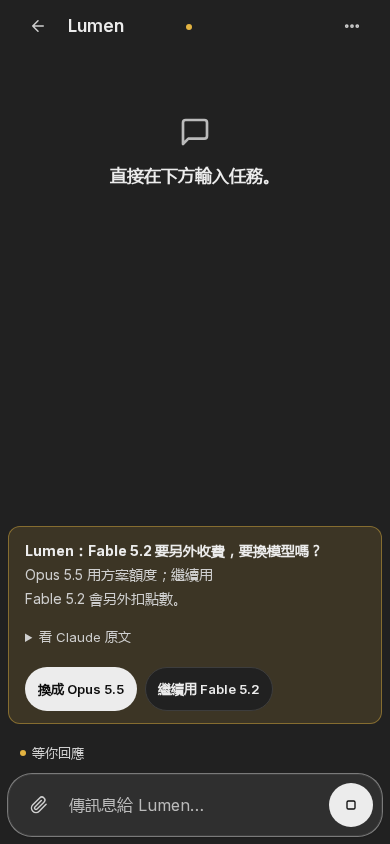 Lumen
直接在下方輸入任務。
Lumen：Fable 5.2 要另外收費，要換模型嗎？
Opus 5.5 用方案額度；繼續用
Fable 5.2 會另外扣點數。
看 Claude 原文
換成 Opus 5.5
繼續用 Fable 5.2
等你回應
傳訊息給 Lumen…